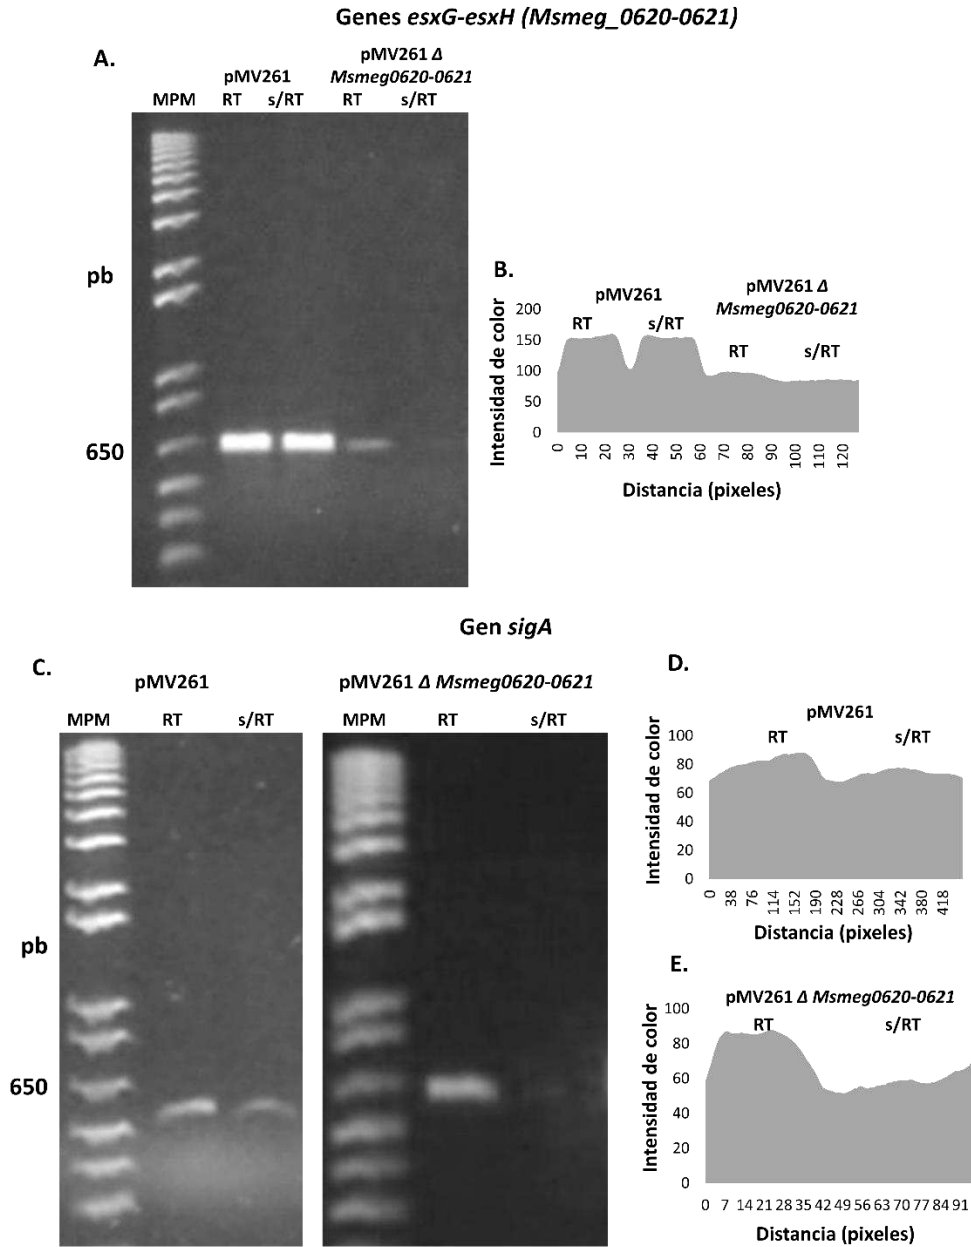 Genes esxG-esxH (Msmeg_0620-0621)
A.
pMV261
pMV261 Δ
Msmeg0620-0621
MPM RT s/RT RT s/RT
pb
650
B.
pMV261
pMV261 Δ
Msmeg0620-0621
RT s/RT
RT s/RT
Intensidad de color
200
150
100
50
0
0 10 20 30 40 50 60 70 80 90 100 110 120
Distancia (pixeles)
Gen sigA
C.
pMV261
pMV261 Δ Msmeg0620-0621
MPM RT s/RT MPM RT s/RT
pb
650
D.
pMV261
RT s/RT
Intensidad de color
100
80
60
40
20
0
0 38 76 114 152 190 228 266 304 342 380 418
Distancia (pixeles)
E.
pMV261 Δ Msmeg0620-0621
RT s/RT
Intensidad de color
100
80
60
40
20
0
0 7 14 21 28 35 42 49 56 63 70 77 84 91
Distancia (pixeles)